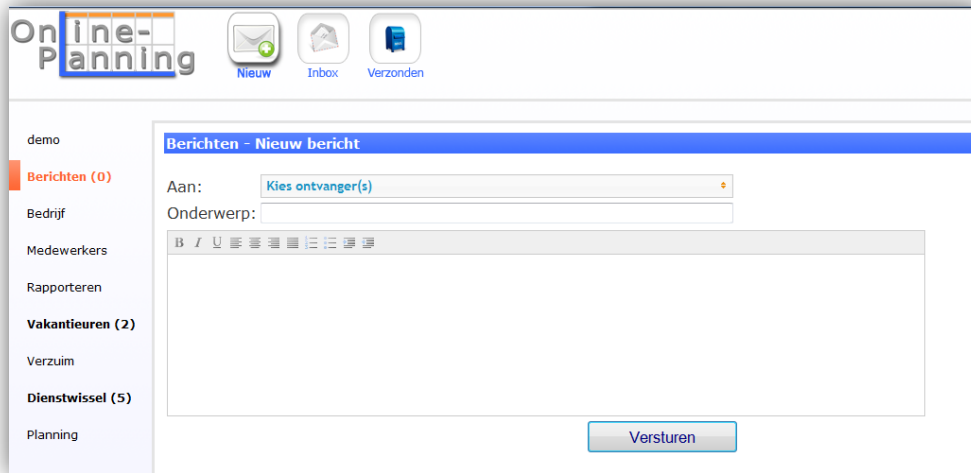 Online-
Planning
Nieuw
Inbox
Verzonden
demo
Berichten (0)
Bedrijf
Medewerkers
Rapporteren
Vakantieuren (2)
Verzuim
Dienstwissel (5)
Planning
Berichten - Nieuw bericht
Aan:
Kies ontvanger(s)
Onderwerp:
B I U
Versturen